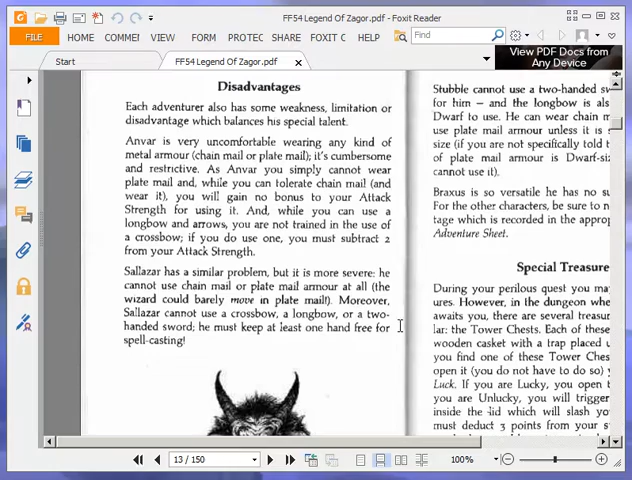 FF54 Legend Of Zagor.pdf - Foxit Reader
FILE
HOME
COMMEI
VIEW
FORM
PROTEC
SHARE
FOXIT C
Find
Start
FF54 Legend Of Zagor.pdf
View PDF Docs from
Any Device
Disadvantages
Each adventurer also has some weakness, limitation or
disadvantage which balances his special talent.
Anvar is very uncomfortable wearing any kind of
metal armour (chain mail or plate mail); it's cumbersome
and restrictive. As Anvar you simply cannot wear
plate mail and, while you can tolerate chain mail (and
wear it), you will gain no bonus to your Attack
Strength for using it. And, while you can use a
longbow and arrows, you are not trained in the use of
a crossbow; if you do use one, you must subtract 2
from your Attack Strength.
Sallazar has a similar problem, but it is more severe: he
cannot use chain mail or plate mail armour at all (the
wizard could barely move in plate mail!). Moreover,
Sallazar cannot use a crossbow, a longbow, or a two-
handed sword; he must keep at least one hand free for
spell-casting!
Stubble cannot use a two-handed sw
for him – and the longbow is als
Dwarf to use. He can wear chain m
use plate mail armour unless it is s
size (if you are not specifically told t
of plate mail armour is Dwarf-siz
cannot use it).
Braxus is so versatile he has no su
For the other characters, be sure to n
tage which is recorded in the approp
Adventure Sheet.
Special Treasure
During your perilous quest you ma
ures. However, in the dungeon whe
awaits you, there are several treasur
lar: the Tower Chests. Each of these
wooden casket with a trap placed u
you find one of these Tower Ches
open it (you do not have to do so) y
Luck. If you are Lucky, you open t
you are Unlucky, you will trigger
inside the lid which will slash yo
must deduct 3 points from your s
13 / 150
100%